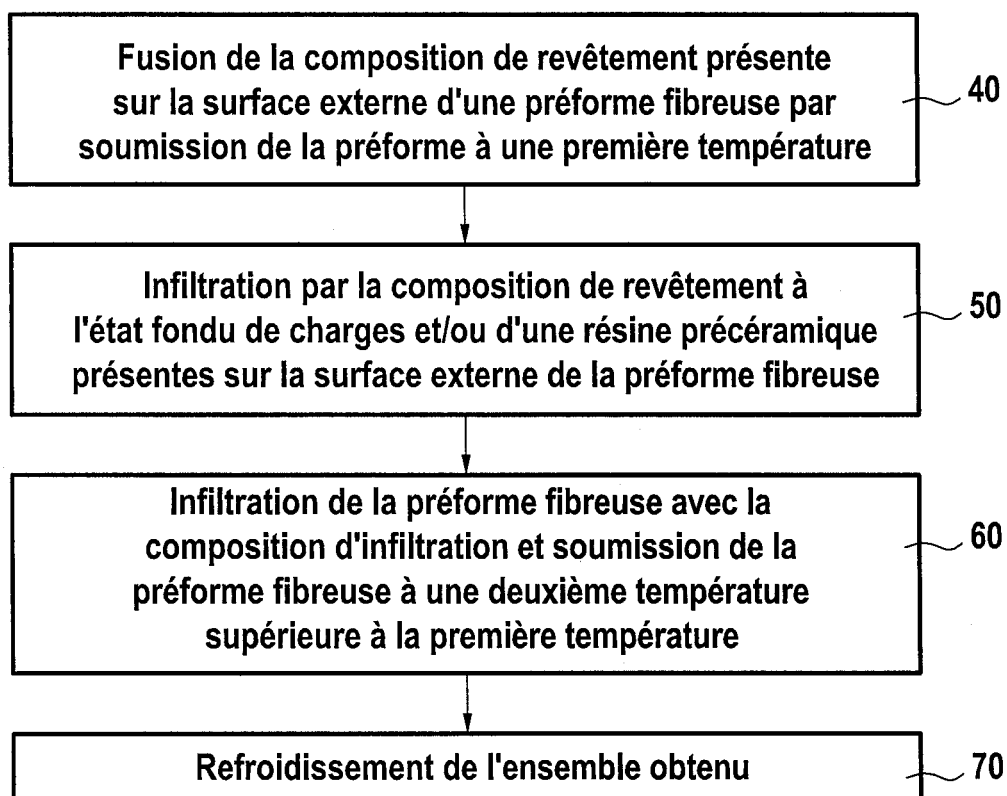 Fusion de la composition de revêtement présente
sur la surface externe d'une préforme fibreuse par
soumission de la préforme à une première température
40
Infiltration par la composition de revêtement à
l'état fondu de charges et/ou d'une résine précéramique
présentes sur la surface externe de la préforme fibreuse
50
Infiltration de la préforme fibreuse avec la
composition d'infiltration et soumission de la
préforme fibreuse à une deuxième température
supérieure à la première température
60
Refroidissement de l'ensemble obtenu
70